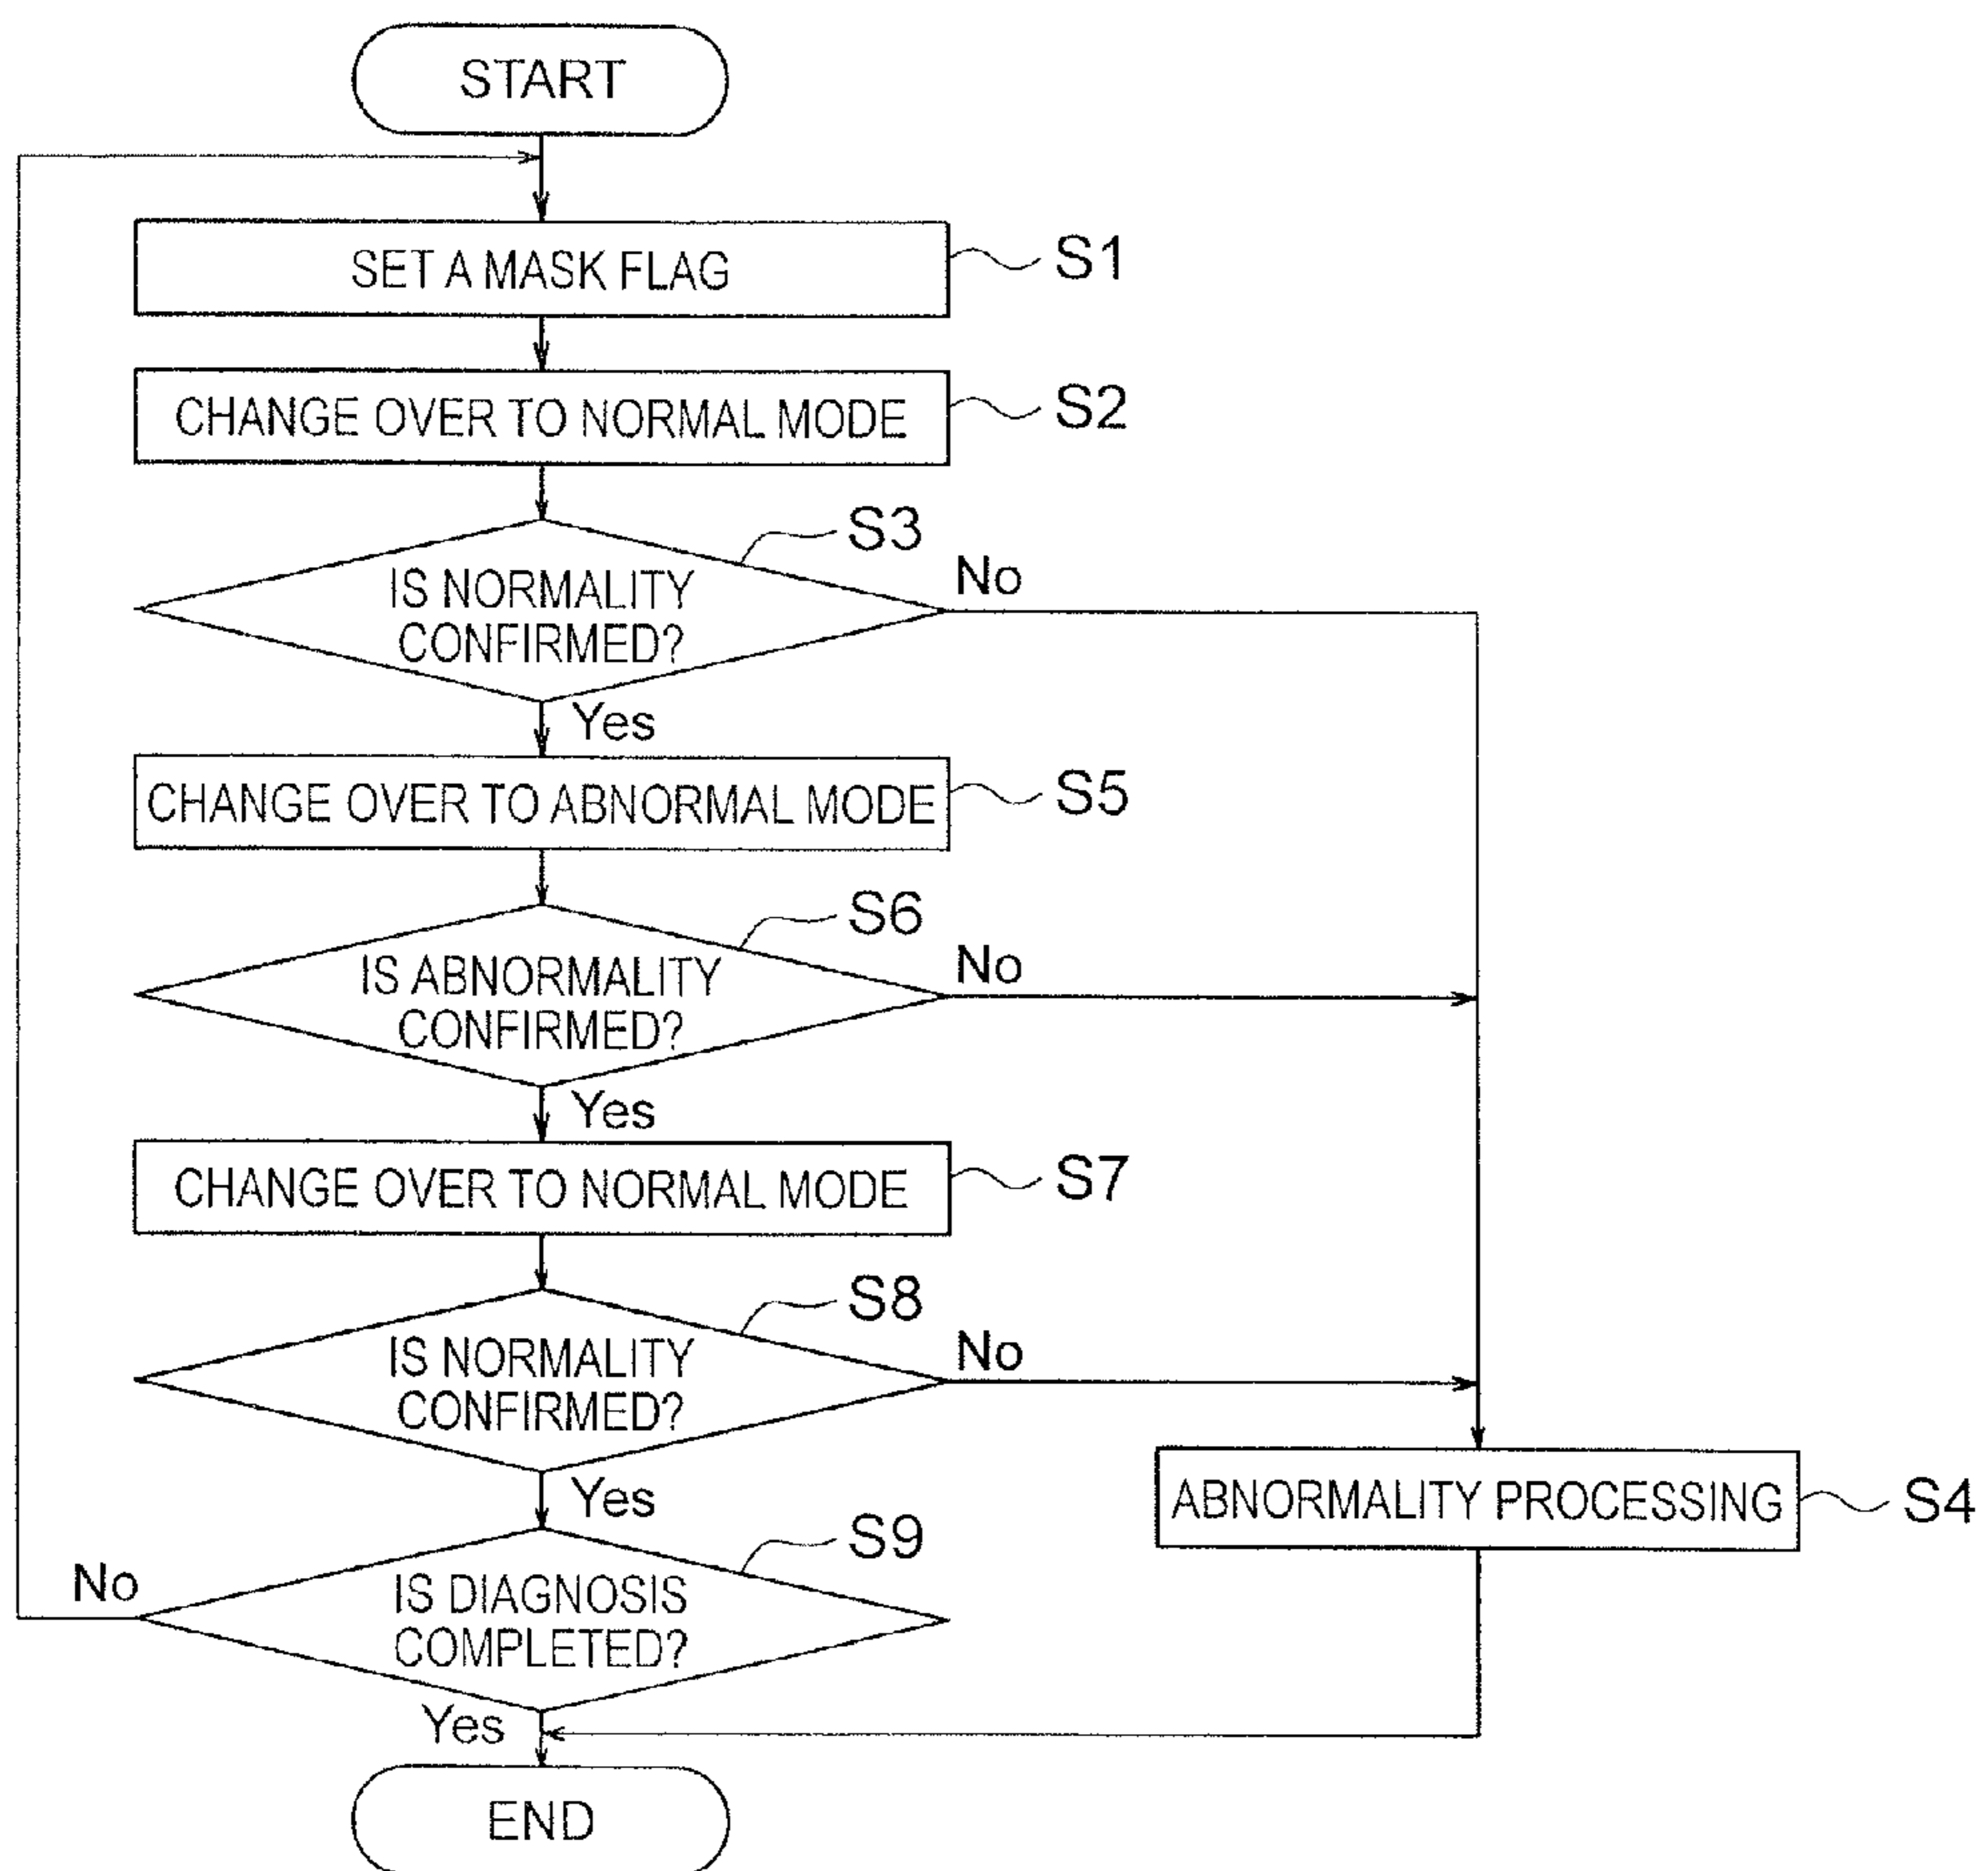 START
SET A MASK FLAG
S1
CHANGE OVER TO NORMAL MODE
S2
S3
IS NORMALITY
CONFIRMED?
No
Yes
CHANGE OVER TO ABNORMAL MODE
S5
S6
IS ABNORMALITY
CONFIRMED?
No
Yes
CHANGE OVER TO NORMAL MODE
S7
S8
IS NORMALITY
CONFIRMED?
No
Yes
ABNORMALITY PROCESSING
S4
S9
No
IS DIAGNOSIS
COMPLETED?
Yes
END